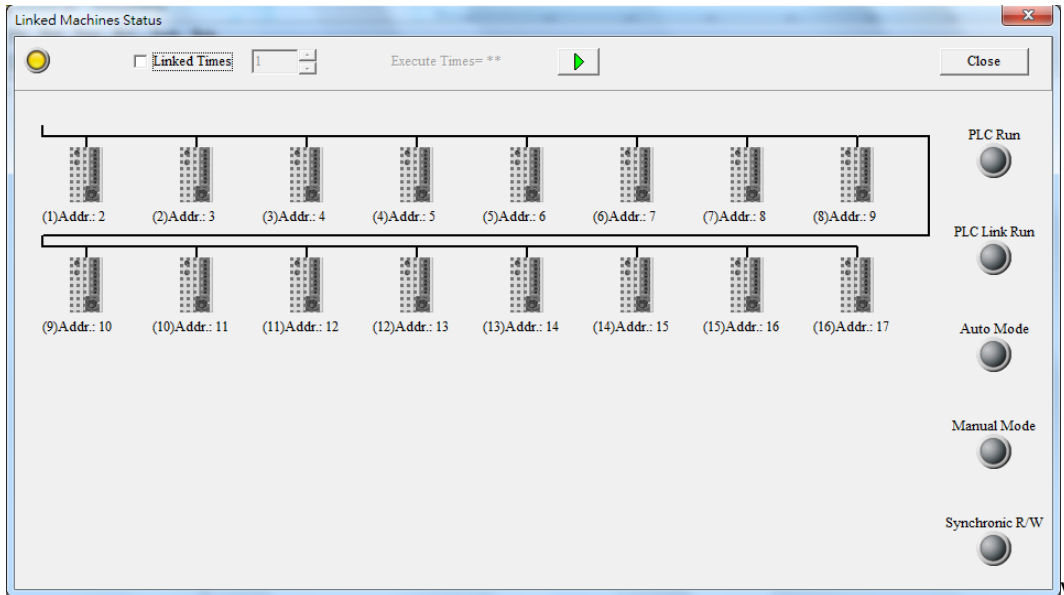 Linked Machines Status
x
Linked Times 1 Execute Times= ** Close
PLC Run
(1)Addr.: 2 (2)Addr.: 3 (3)Addr.: 4 (4)Addr.: 5 (5)Addr.: 6 (6)Addr.: 7 (7)Addr.: 8 (8)Addr.: 9
PLC Link Run
(9)Addr.: 10 (10)Addr.: 11 (11)Addr.: 12 (12)Addr.: 13 (13)Addr.: 14 (14)Addr.: 15 (15)Addr.: 16 (16)Addr.: 17
Auto Mode
Manual Mode
Synchronic R/W